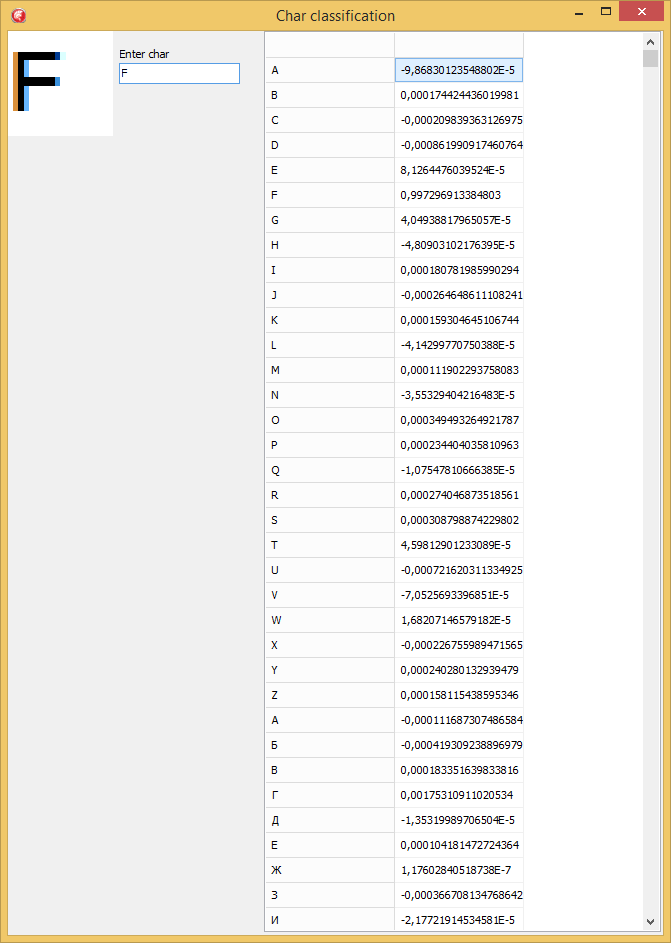 Char classification
F
Enter char
F
A -9,86830123548802E-5
B 0,000174424436019981
C -0,000209839363126975
D -0,000861990917460764
E 8,1264476039524E-5
F 0,997296913384803
G 4,04938817965057E-5
H -4,80903102176395E-5
I 0,000180781985990294
J -0,000264648611108241
K 0,000159304645106744
L -4,14299770750388E-5
M 0,000111902293758083
N -3,55329404216483E-5
O 0,000349493264921787
P 0,000234404035810963
Q -1,07547810666385E-5
R 0,000274046873518561
S 0,000308798874229802
T 4,59812901233089E-5
U -0,000721620311334925
V -7,0525693396851E-5
W 1,68207146579182E-5
X -0,000226755989471565
Y 0,000240280132939479
Z 0,000158115438595346
А -0,000111687307486584
Б -0,000419309238896979
В 0,000183351639833816
Г 0,00175310911020534
Д -1,35319989706504E-5
Е 0,000104181472724364
Ж 1,17602840518738E-7
З -0,000366708134768642
И -2,17721914534581E-5